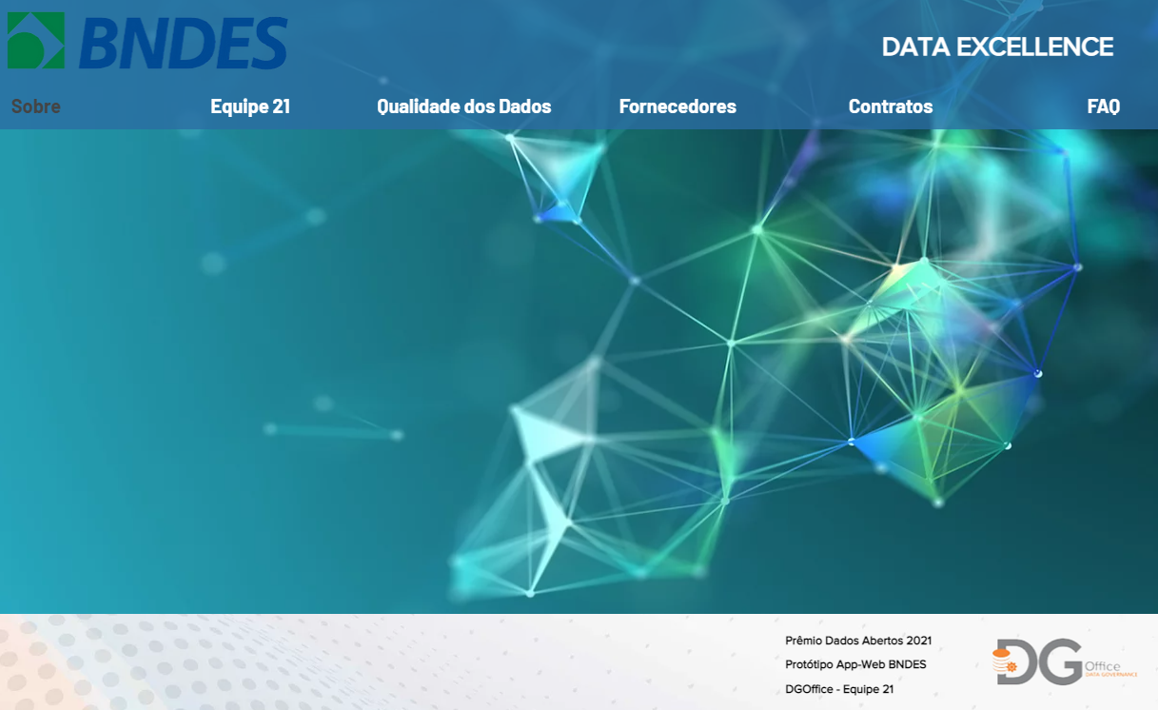 BNDES
DATA EXCELLENCE
Sobre
Equipe 21
Qualidade dos Dados
Fornecedores
Contratos
FAQ
Prêmio Dados Abertos 2021
Protótipo App-Web BNDES
DGOffice - Equipe 21
DG Office
DATA GOVERNANCE